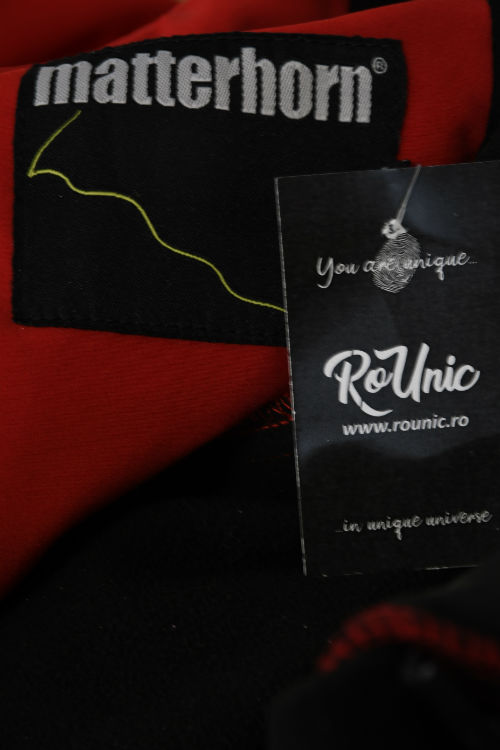 matterhorn®
You are unique...
RoUnic
www.rounic.ro
...in unique universe